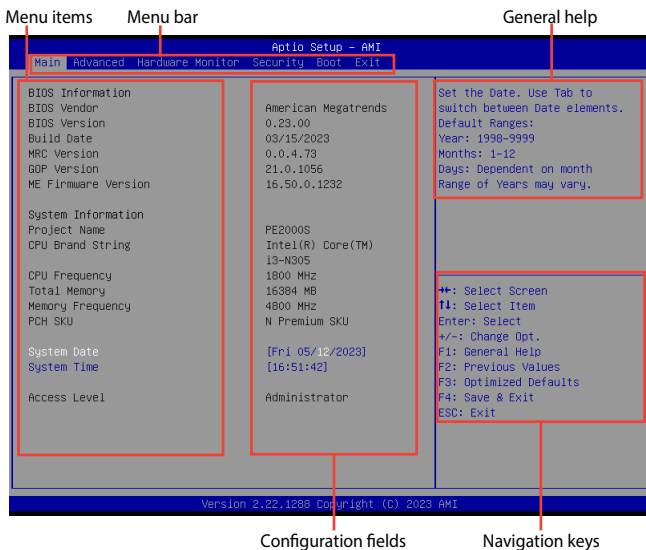 Menu items
Menu bar
General help
Aptio Setup – AMI
Main Advanced Hardware Monitor Security Boot Exit
BIOS Information
BIOS Vendor American Megatrends
BIOS Version 0.23.00
Build Date 03/15/2023
MRC Version 0.0.4.73
GOP Version 21.0.1056
ME Firmware Version 16.50.0.1232
System Information
Project Name PE2000S
CPU Brand String Intel(R) Core(TM)
i3-N305
CPU Frequency 1800 MHz
Total Memory 16384 MB
Memory Frequency 4800 MHz
PCH SKU N Premium SKU
System Date [Fri 05/12/2023]
System Time [16:51:42]
Access Level Administrator
Set the Date. Use Tab to
switch between Date elements.
Default Ranges:
Year: 1998-9999
Months: 1-12
Days: Dependent on month
Range of Years may vary.
→←: Select Screen
↑↓: Select Item
Enter: Select
+/-: Change Opt.
F1: General Help
F2: Previous Values
F3: Optimized Defaults
F4: Save & Exit
ESC: Exit
Version 2.22.1288 Copyright (C) 2023 AMI
Configuration fields
Navigation keys